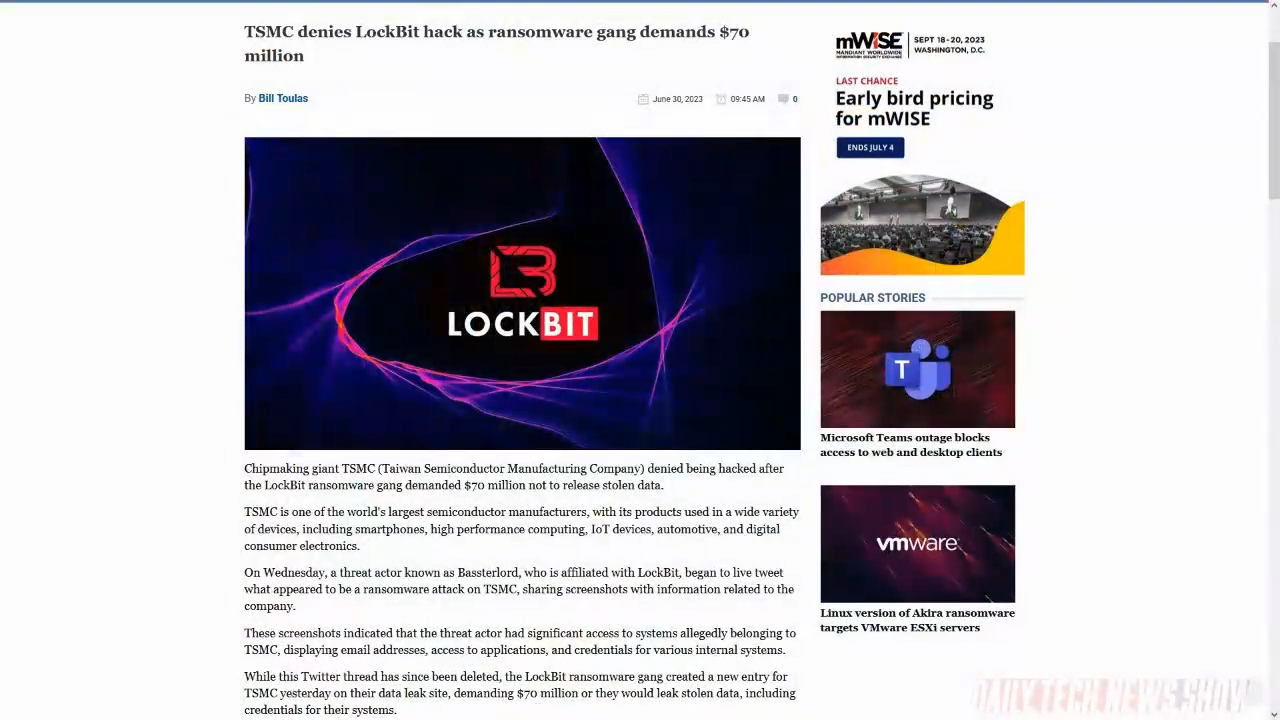 TSMC denies LockBit hack as ransomware gang demands $70
million
By Bill Toulas
June 30, 2023
09:45 AM
0
LOCKBIT
Chipmaking giant TSMC (Taiwan Semiconductor Manufacturing Company) denied being hacked after
the LockBit ransomware gang demanded $70 million not to release stolen data.
TSMC is one of the world's largest semiconductor manufacturers, with its products used in a wide variety
of devices, including smartphones, high performance computing, IoT devices, automotive, and digital
consumer electronics.
On Wednesday, a threat actor known as Bassterlord, who is affiliated with LockBit, began to live tweet
what appeared to be a ransomware attack on TSMC, sharing screenshots with information related to the
company.
These screenshots indicated that the threat actor had significant access to systems allegedly belonging to
TSMC, displaying email addresses, access to applications, and credentials for various internal systems.
While this Twitter thread has since been deleted, the LockBit ransomware gang created a new entry for
TSMC yesterday on their data leak site, demanding $70 million or they would leak stolen data, including
credentials for their systems.
mWISE
MANDIANT WORLDWIDE
INFORMATION SECURITY EXCHANGE
SEPT 18-20, 2023
WASHINGTON, D.C.
LAST CHANCE
Early bird pricing
for mWISE
ENDS JULY 4
POPULAR STORIES
T
Microsoft Teams outage blocks
access to web and desktop clients
vmware
Linux version of Akira ransomware
targets VMware ESXi servers
DAILY TECH NEWS SHOW